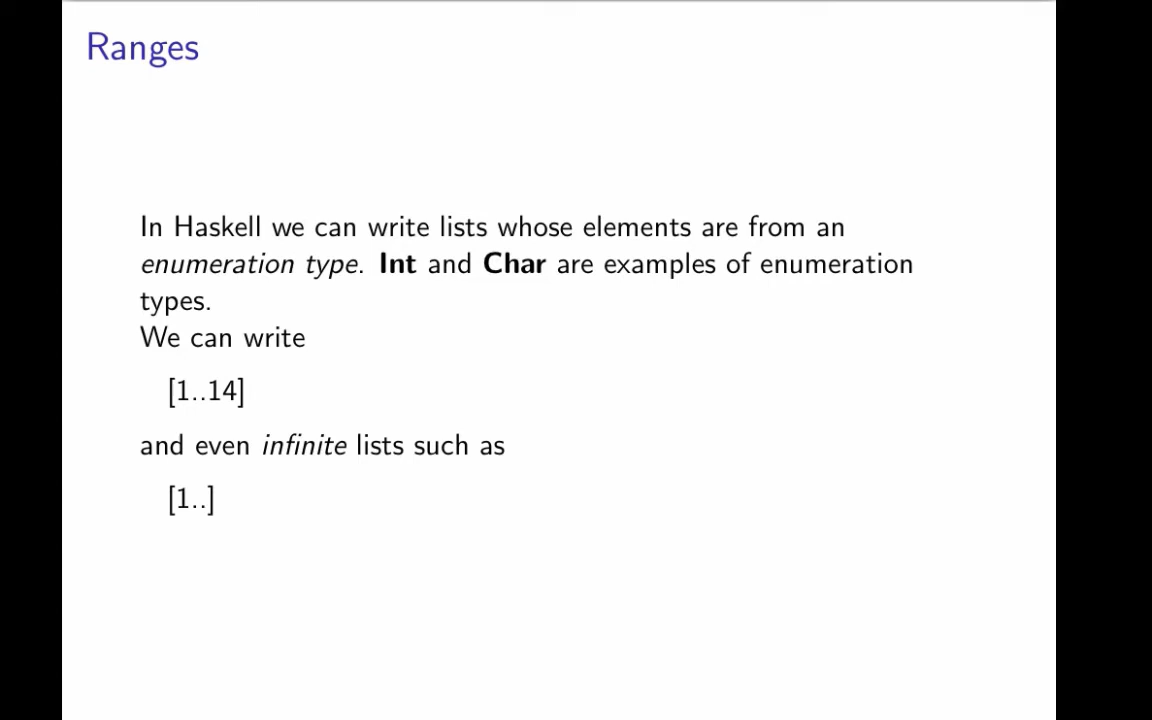 Ranges
In Haskell we can write lists whose elements are from an
enumeration type. Int and Char are examples of enumeration
types.
We can write
[1..14]
and even infinite lists such as
[1..]